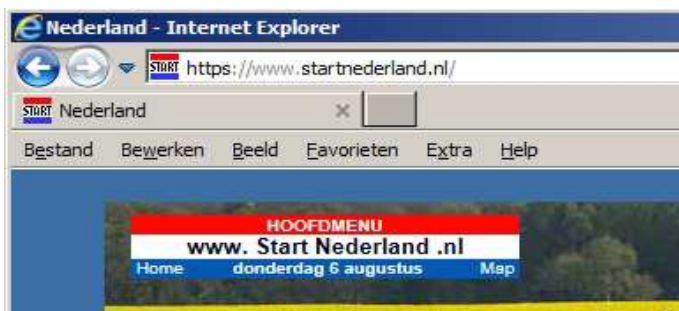 Nederland - Internet Explorer
START https://www.startnederland.nl/
START Nederland
Bestand Bewerken Beeld Favorieten Extra Help
HOOFDMENU
www. Start Nederland .nl
Home donderdag 6 augustus Map